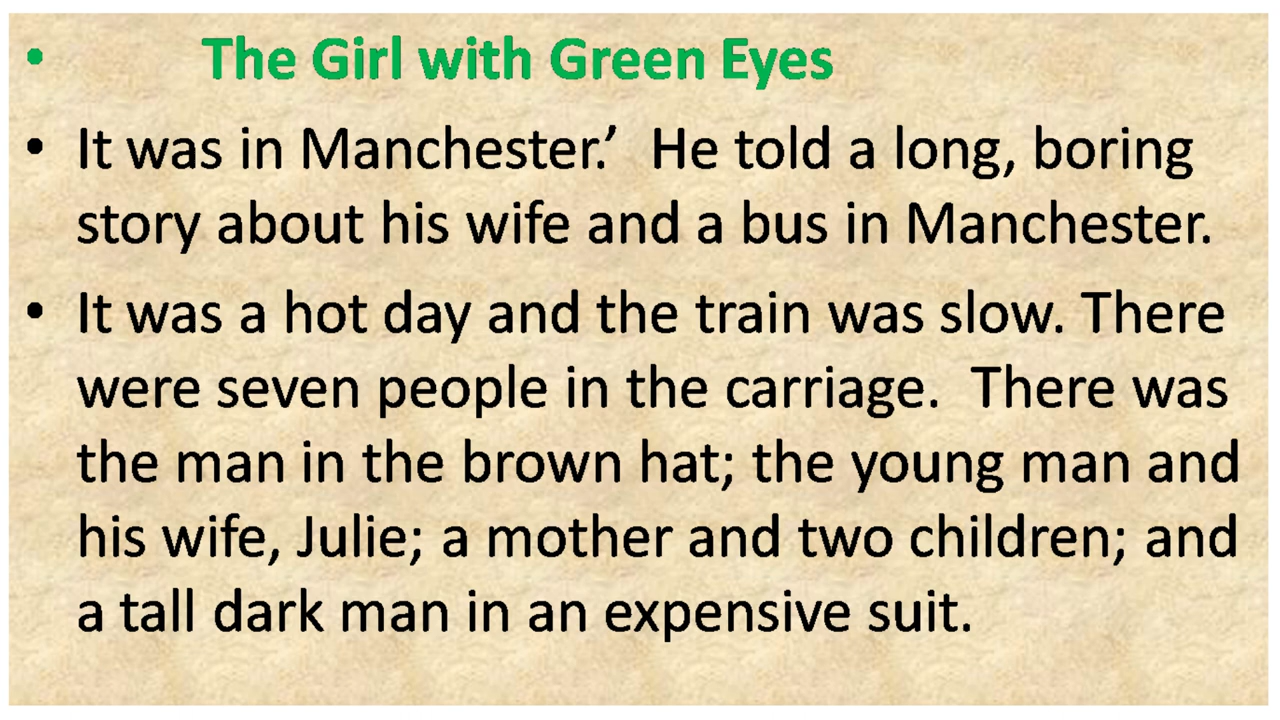 • The Girl with Green Eyes
• It was in Manchester.’ He told a long, boring
story about his wife and a bus in Manchester.
• It was a hot day and the train was slow. There
were seven people in the carriage. There was
the man in the brown hat; the young man and
his wife, Julie; a mother and two children; and
a tall dark man in an expensive suit.